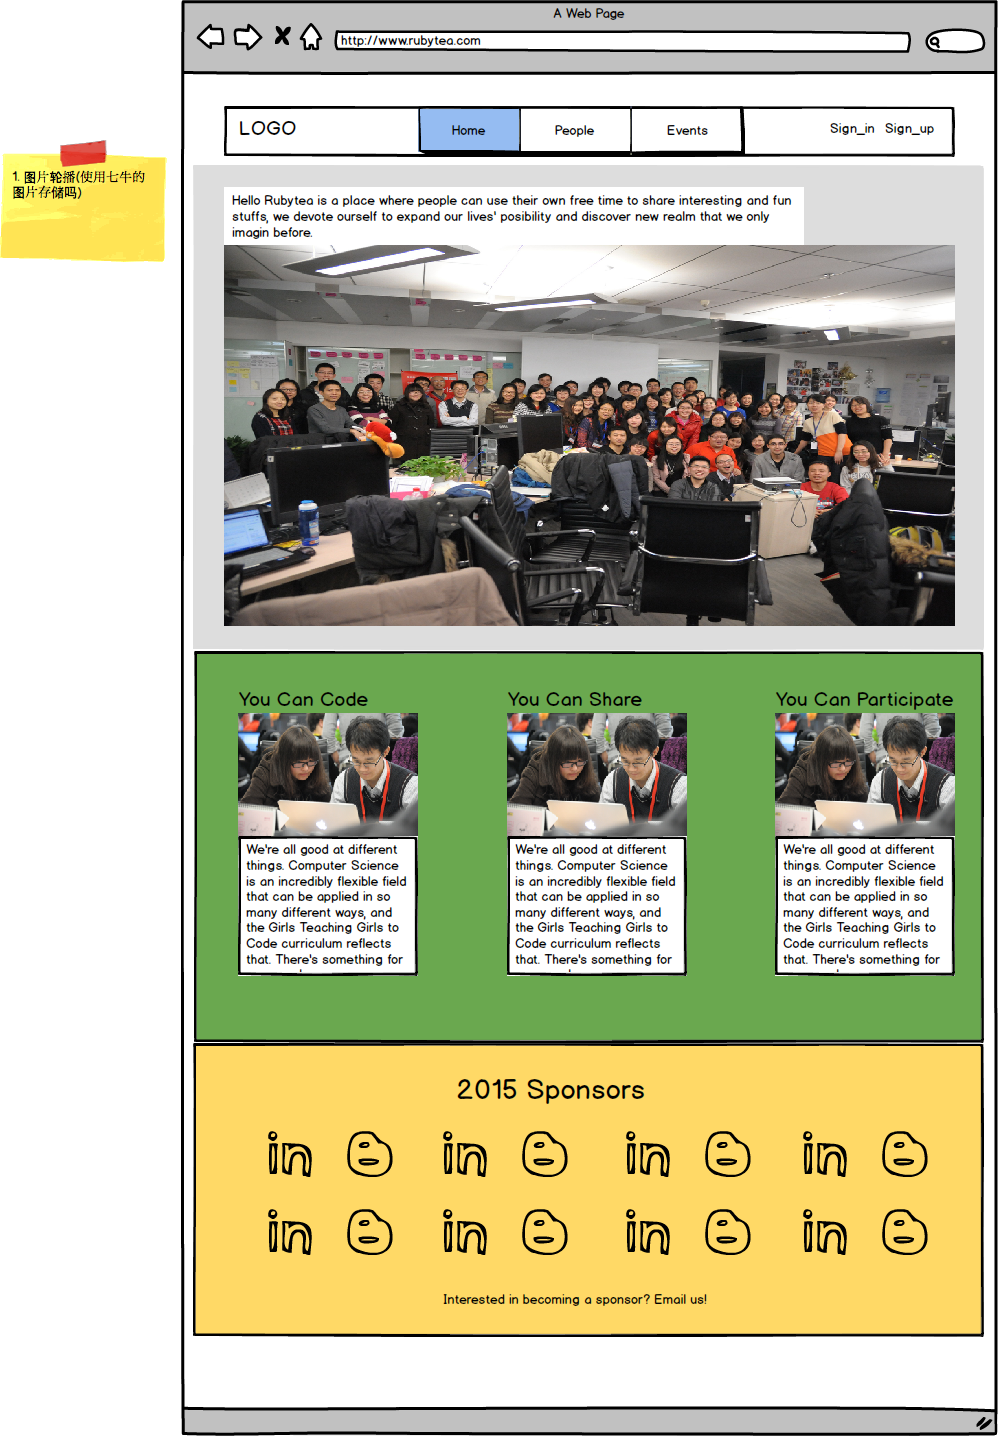 A Web Page
http://www.rubytea.com
LOGO
Home
People
Events
Sign_in
Sign_up
1. 图片轮播(使用七牛的
图片存储吗)
Hello Rubytea is a place where people can use their own free time to share interesting and fun
stuffs, we devote ourself to expand our lives' posibility and discover new realm that we only
imagin before.
You Can Code
We're all good at different
things. Computer Science
is an incredibly flexible field
that can be applied in so
many different ways, and
the Girls Teaching Girls to
Code curriculum reflects
that. There's something for
You Can Share
We're all good at different
things. Computer Science
is an incredibly flexible field
that can be applied in so
many different ways, and
the Girls Teaching Girls to
Code curriculum reflects
that. There's something for
You Can Participate
We're all good at different
things. Computer Science
is an incredibly flexible field
that can be applied in so
many different ways, and
the Girls Teaching Girls to
Code curriculum reflects
that. There's something for
2015 Sponsors
in in in in
in in in in
Interested in becoming a sponsor? Email us!